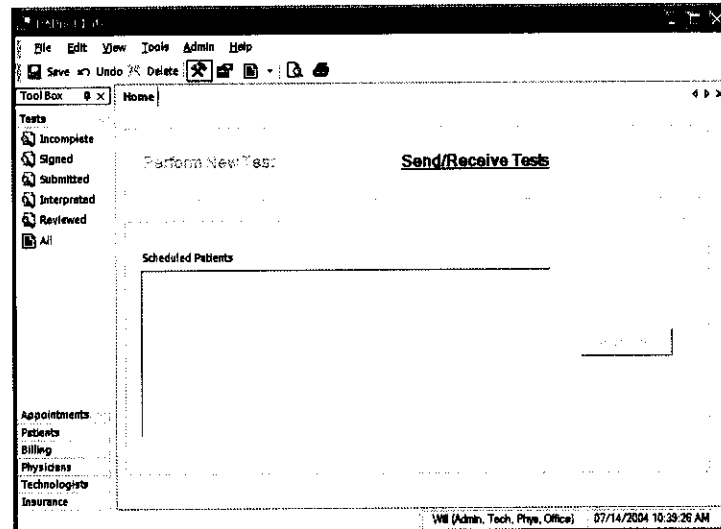 File Edit View Tools Admin Help
Save Undo Delete
Tool Box Home
Tests
Incomplete
Signed
Submitted
Interpreted
Reviewed
All
Perform New Test
Send/Receive Tests
Scheduled Patients
Appointments
Patients
Billing
Physicians
Technologists
Insurance
Will (Admin, Tech, Phys, Office) 07/14/2004 10:39:26 AM